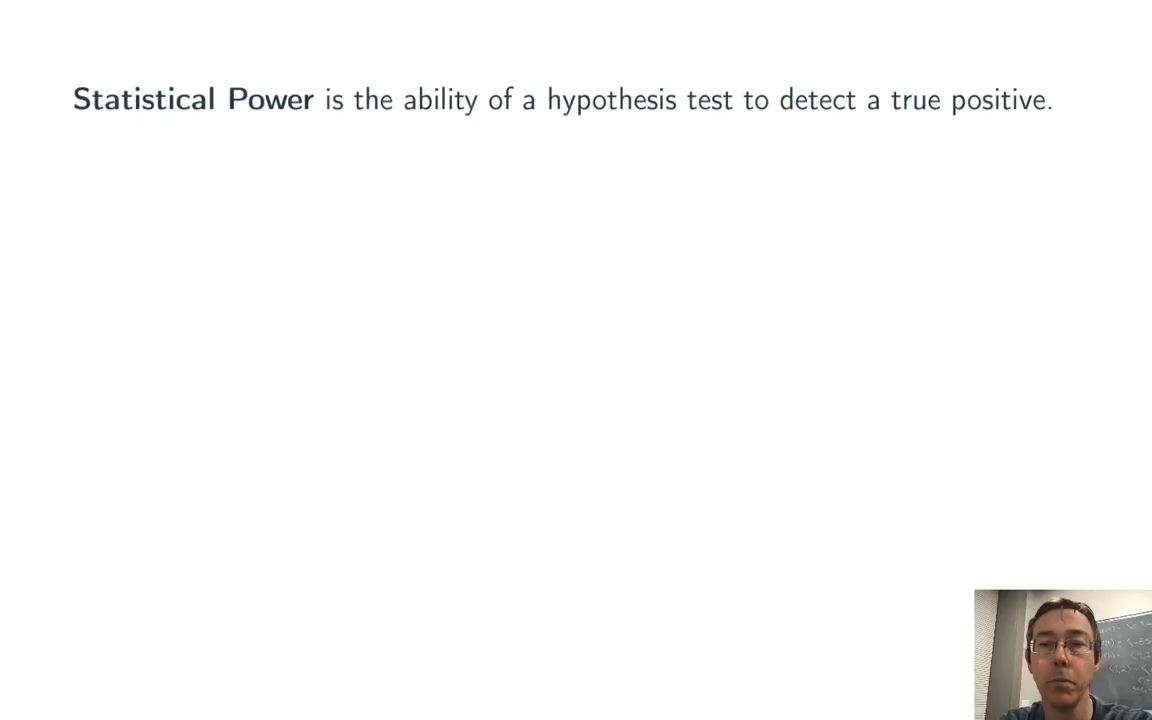 Statistical Power is the ability of a hypothesis test to detect a true positive.